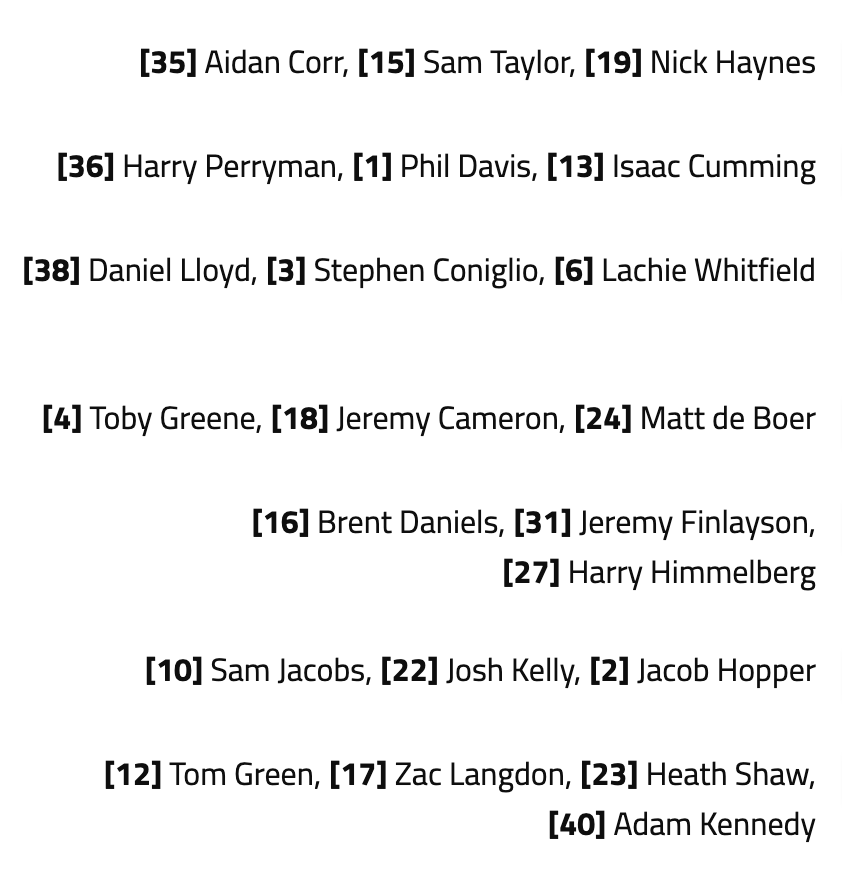 [35] Aidan Corr, [15] Sam Taylor, [19] Nick Haynes
[36] Harry Perryman, [1] Phil Davis, [13] Isaac Cumming
[38] Daniel Lloyd, [3] Stephen Coniglio, [6] Lachie Whitfield
[4] Toby Greene, [18] Jeremy Cameron, [24] Matt de Boer
[16] Brent Daniels, [31] Jeremy Finlayson,
[27] Harry Himmelberg
[10] Sam Jacobs, [22] Josh Kelly, [2] Jacob Hopper
[12] Tom Green, [17] Zac Langdon, [23] Heath Shaw,
[40] Adam Kennedy